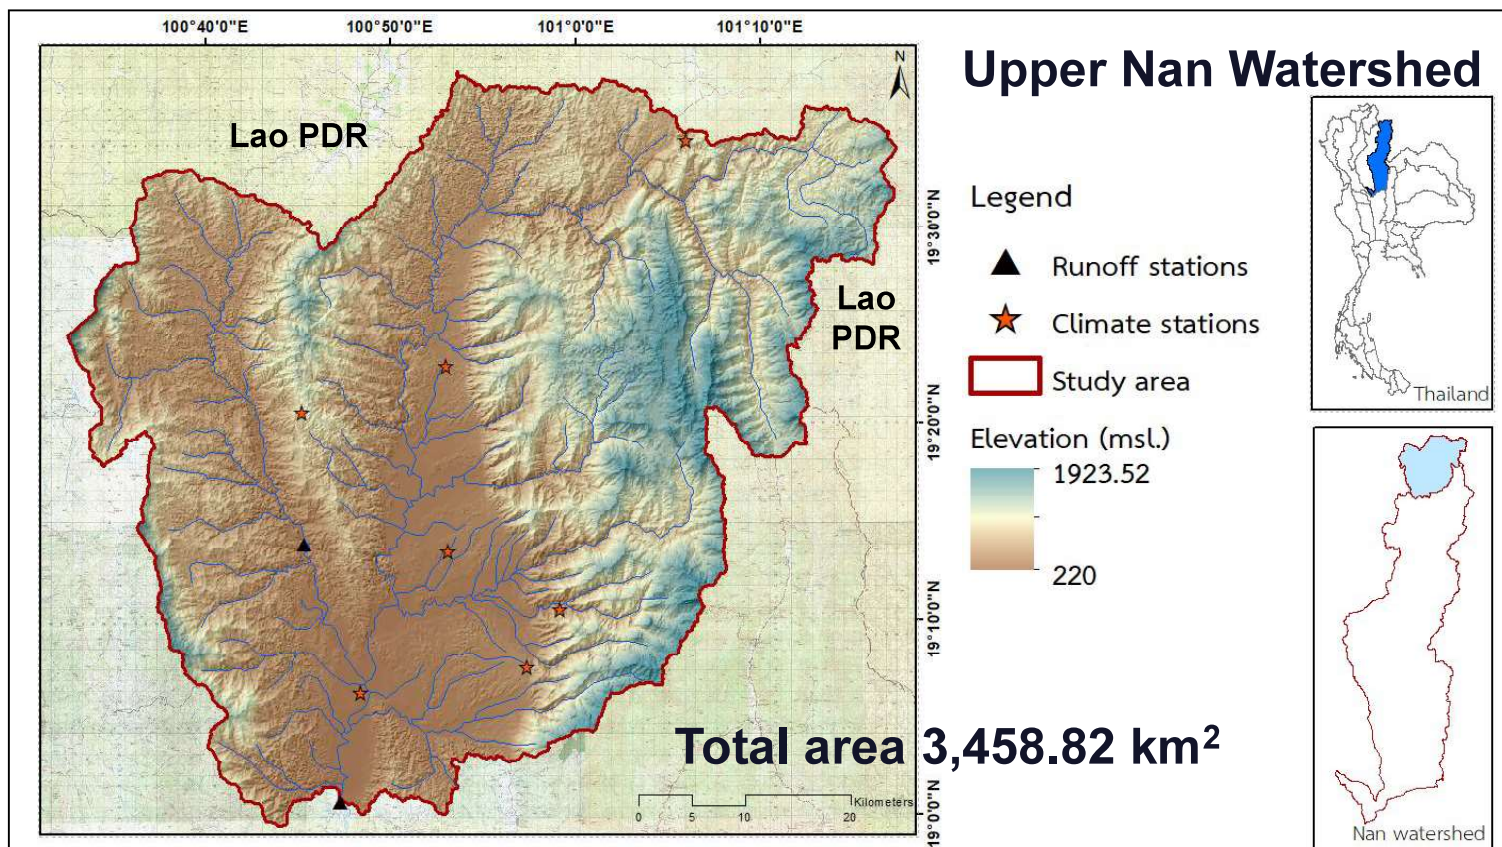 100°40'0"E
100°50'0"E
101°0'0"E
101°10'0"E
Upper Nan Watershed
N
Lao PDR
Lao
PDR
19°30'0"N
19°20'0"N
19°10'0"N
19°0'0"N
Legend
Runoff stations
Climate stations
Study area
Elevation (msl.)
1923.52
220
Thailand
Total area 3,458.82 km²
Kilometers
0 5 10 20
Nan watershed